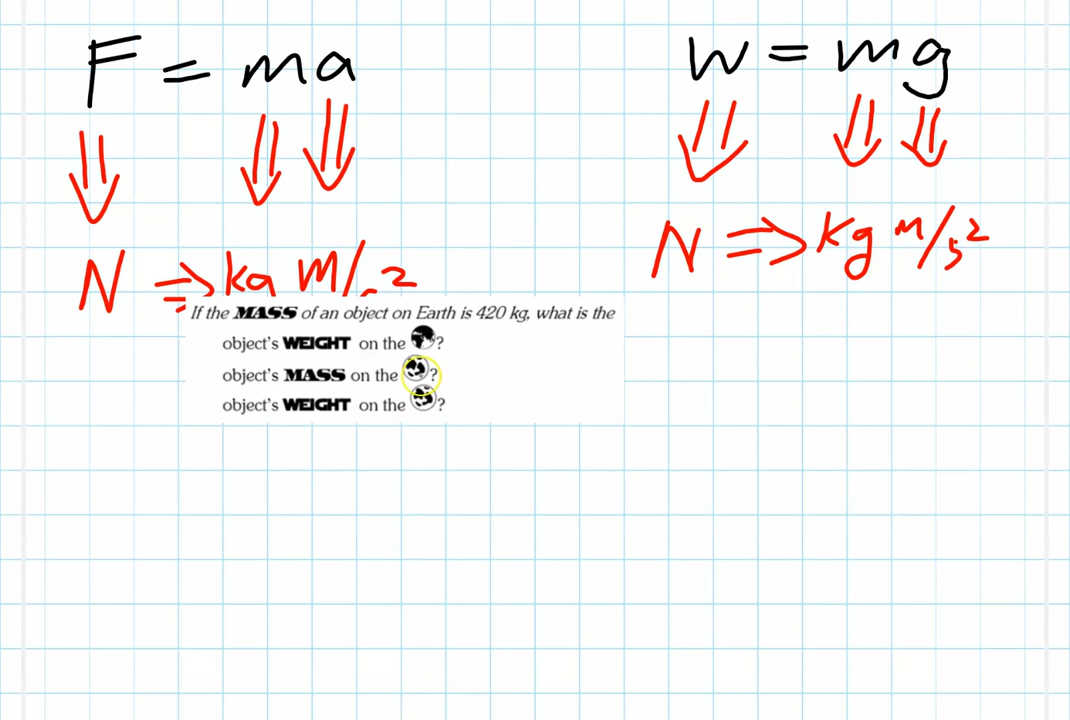 F = ma
W = mg
N ⇒ kg m/s²
N ⇒ kg m/s²
If the MASS of an object on Earth is 420 kg, what is the
object's WEIGHT on the ?
object's MASS on the ?
object's WEIGHT on the ?